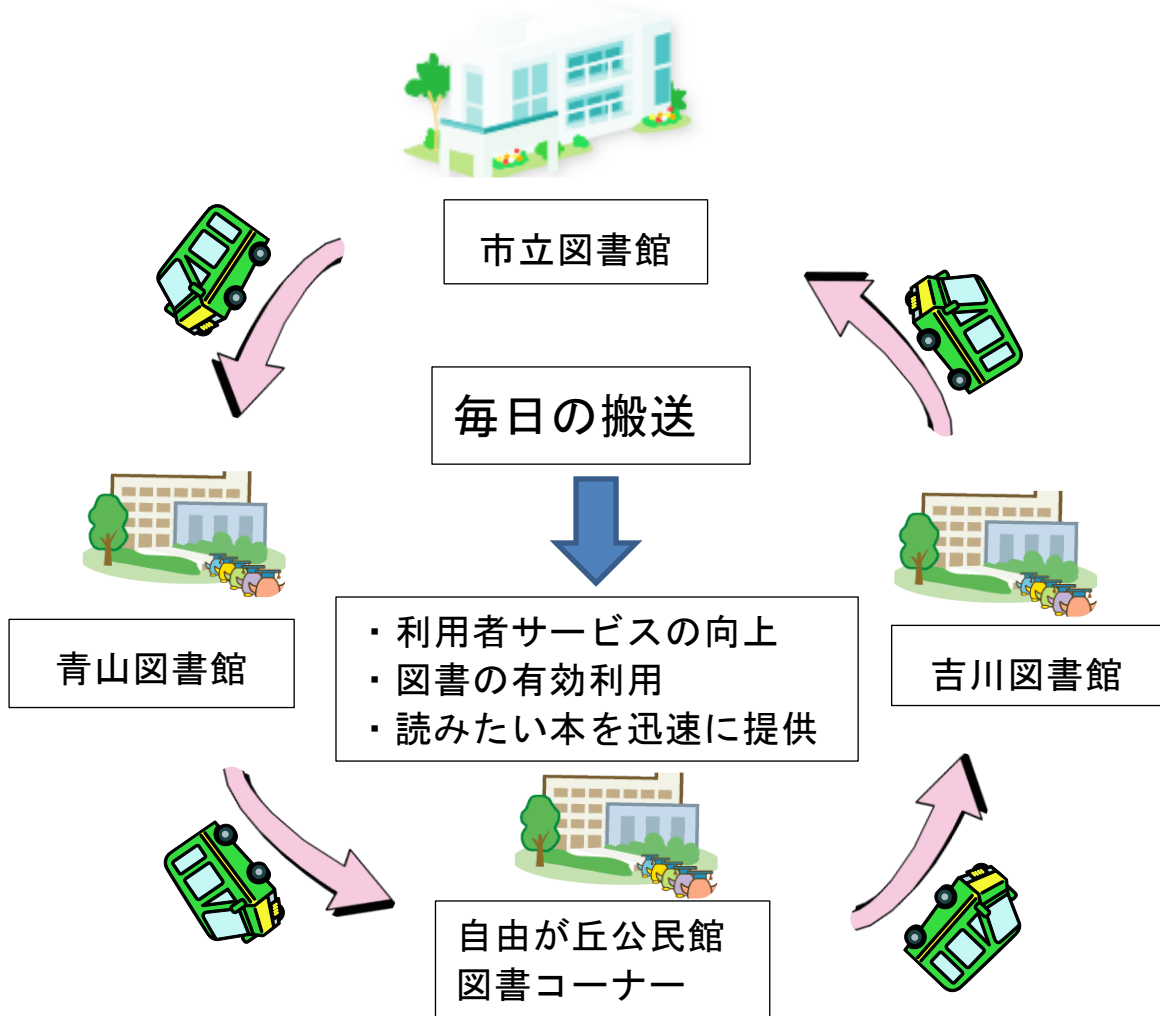 市立図書館
毎日の搬送
・利用者サービスの向上
・図書の有効利用
・読みたい本を迅速に提供
青山図書館
吉川図書館
自由が丘公民館
図書コーナー